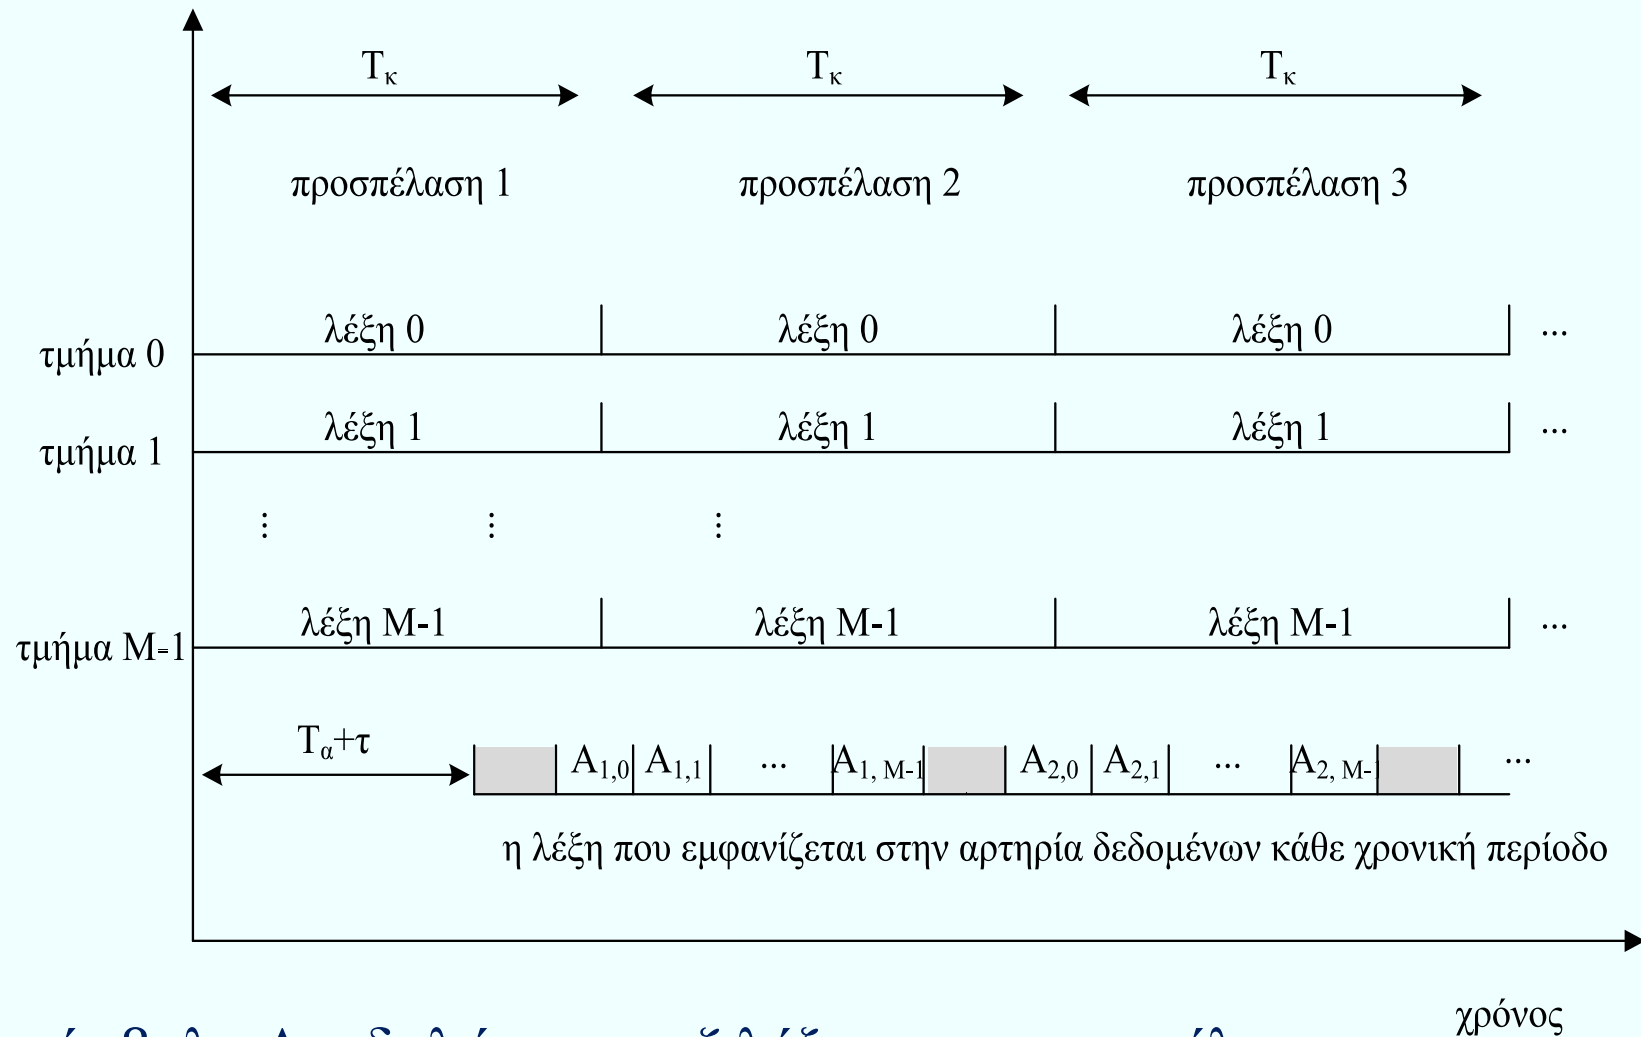 Τκ Τκ Τκ
προσπέλαση 1 προσπέλαση 2 προσπέλαση 3
τμήμα 0 λέξη 0 λέξη 0 λέξη 0 ...
τμήμα 1 λέξη 1 λέξη 1 λέξη 1 ...
⋮ ⋮ ⋮
τμήμα Μ-1 λέξη Μ-1 λέξη Μ-1 λέξη Μ-1 ...
Τα+τ Α1,0 Α1,1 ... Α1, Μ-1 Α2,0 Α2,1 ... Α2, Μ-1 ...
η λέξη που εμφανίζεται στην αρτηρία δεδομένων κάθε χρονική περίοδο
χρόνος